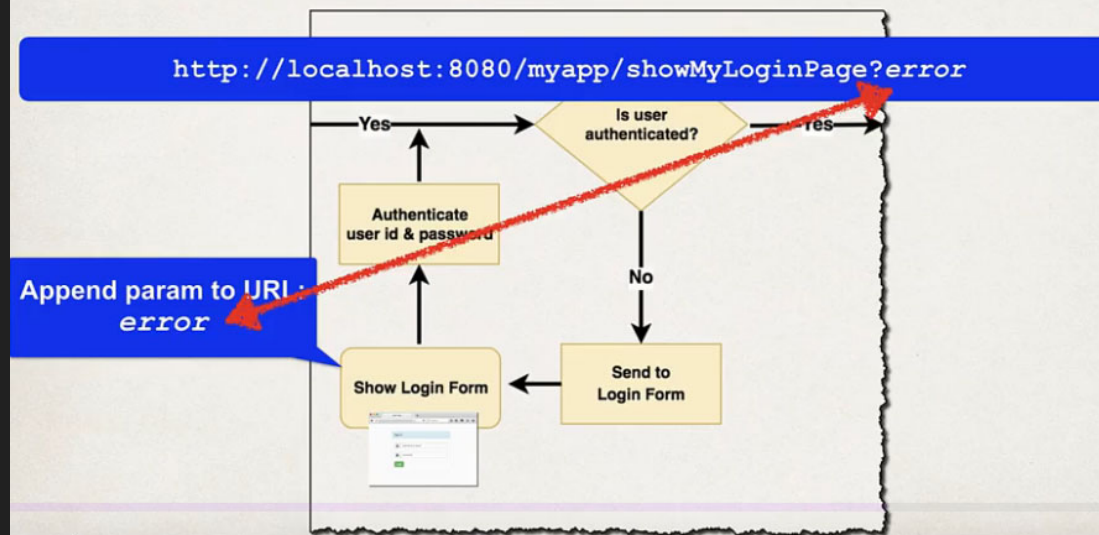 http://localhost:8080/myapp/showMyLoginPage?error
Is user
authenticated?
Yes
Yes
Authenticate
user id & password
No
Append param to URL:
error
Show Login Form
Send to
Login Form